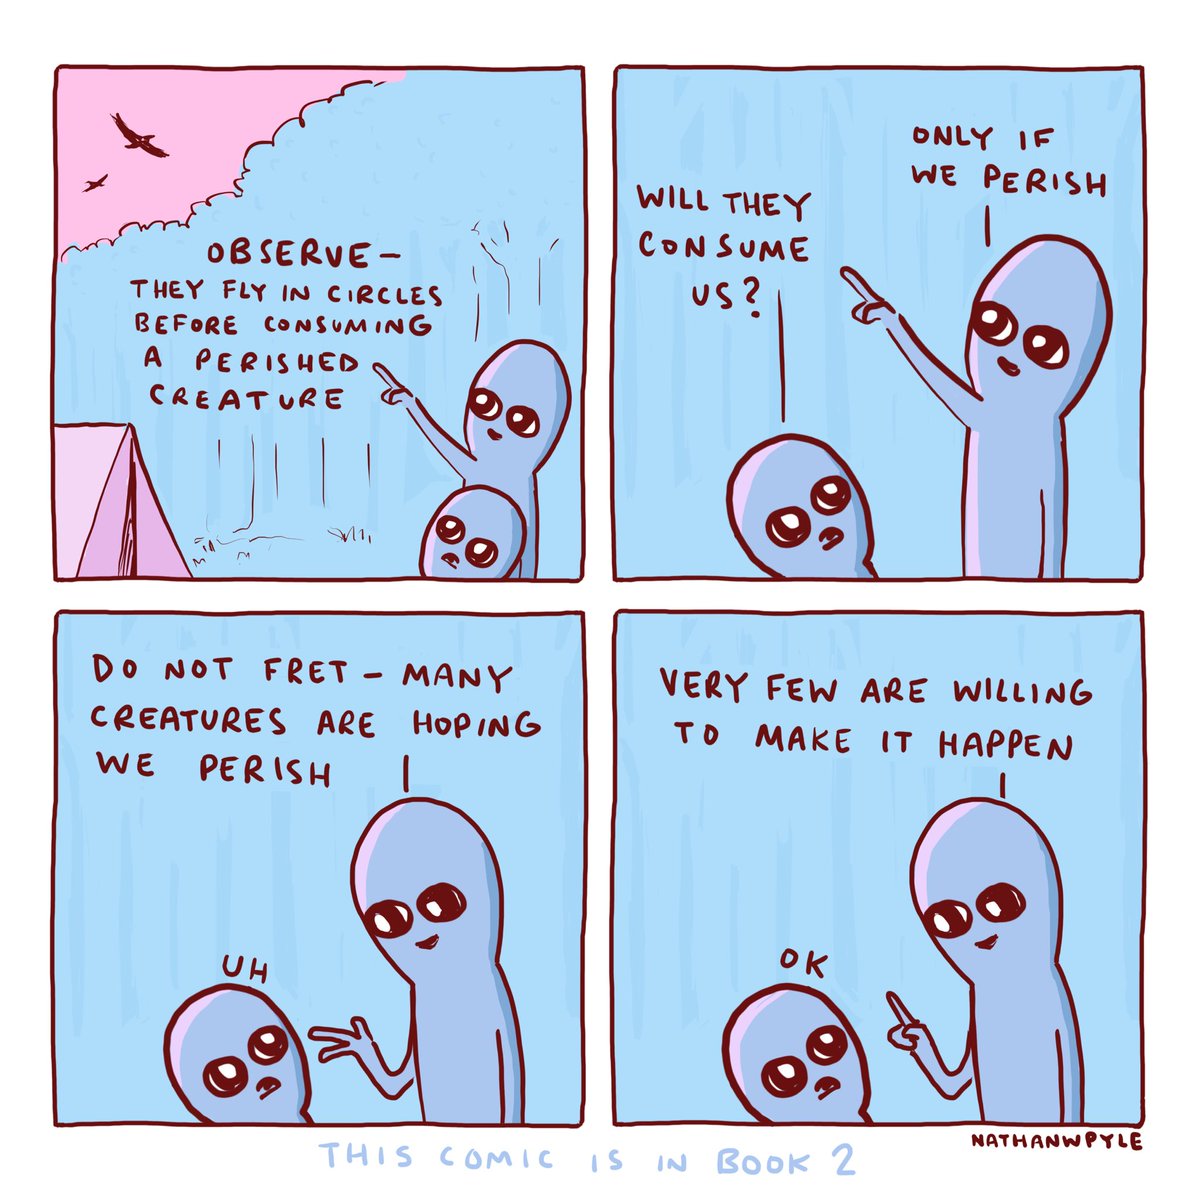 OBSERVE -
THEY FLY IN CIRCLES
BEFORE CONSUMING
A PERISHED
CREATURE
WILL THEY
CONSUME
US?
ONLY IF
WE PERISH
DO NOT FRET - MANY
CREATURES ARE HOPING
WE PERISH
UH
VERY FEW ARE WILLING
TO MAKE IT HAPPEN
OK
NATHANWPYLE
THIS COMIC IS IN BOOK 2